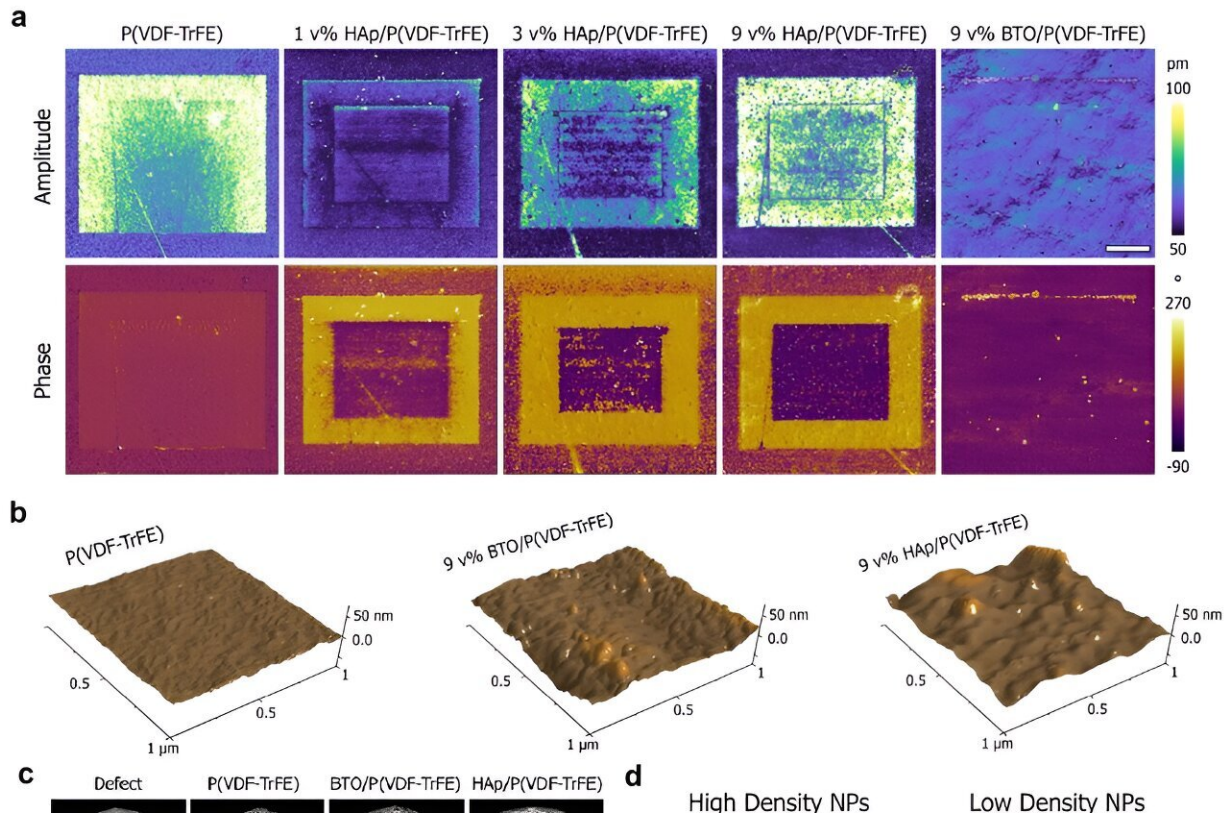 a
P(VDF-TrFE) 1 v% HAp/P(VDF-TrFE) 3 v% HAp/P(VDF-TrFE) 9 v% HAp/P(VDF-TrFE) 9 v% BTO/P(VDF-TrFE)
pm
100
Amplitude
50
°
270
Phase
-90
b
P(VDF-TrFE) 9 v% BTO/P(VDF-TrFE) 9 v% HAp/P(VDF-TrFE)
50 nm 50 nm 50 nm
0.0 0.0 0.0
1 1 1
0.5 0.5 0.5
0.5 0.5 0.5
1 µm 1 µm 1 µm
c
Defect P(VDF-TrFE) BTO/P(VDF-TrFE) HAp/P(VDF-TrFE)
d
High Density NPs Low Density NPs